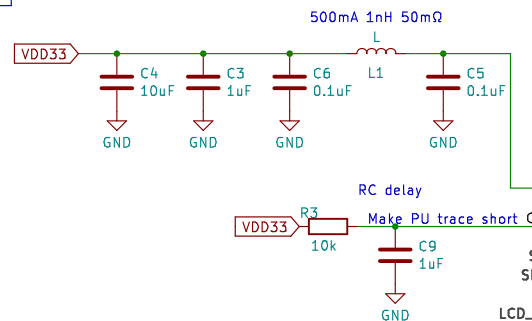 500mA 1nH 50mΩ
L
VDD33
C4 C3 C6 L1 C5
10uF 1uF 0.1uF 0.1uF
GND GND GND GND
RC delay
R3
VDD33 Make PU trace short
10k
C9
1uF
GND
LCD_